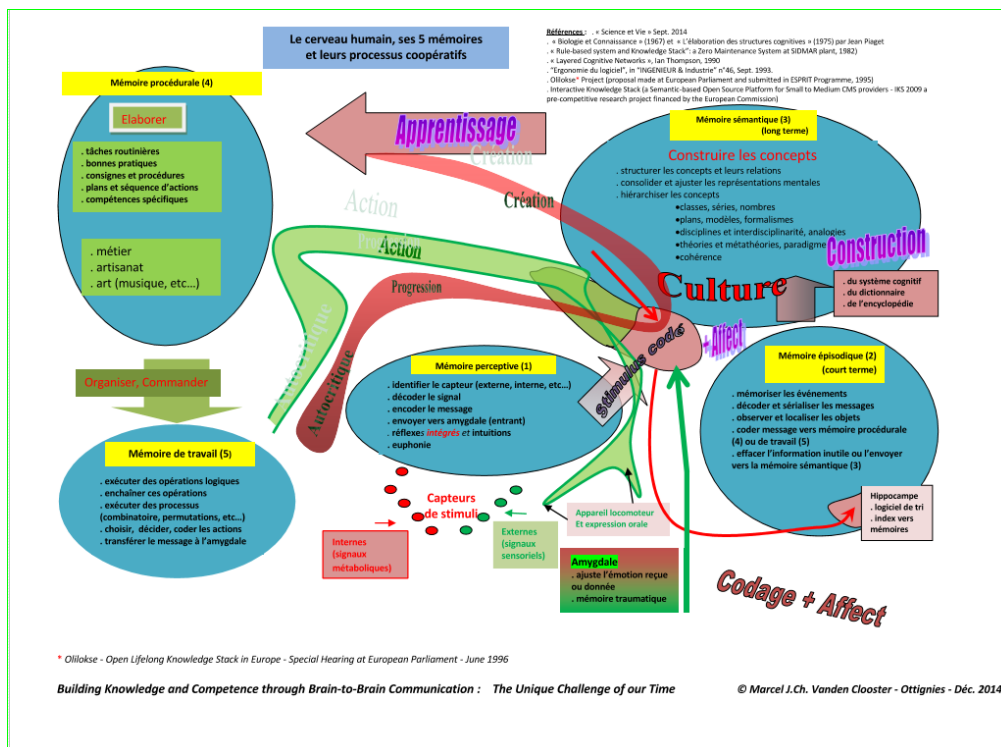 Le cerveau humain, ses 5 mémoires
et leurs processus coopératifs
Références : . « Science et Vie » Sept. 2014
. « Biologie et Connaissance » (1967) et « L'élaboration des structures cognitives » (1975) par Jean Piaget
. « Rule-based system and Knowledge Stack": a Zero Maintenance System at SIDMAR plant, 1982)
. « Layered Cognitive Networks », Ian Thompson, 1990
. "Ergonomie du logiciel", in "INGENIEUR & Industrie" n°46, Sept. 1993.
. Olilokse* Project (proposal made at European Parliament and submitted in ESPRIT Programme, 1995)
. Interactive Knowledge Stack (a Semantic-based Open Source Platform for Small to Medium CMS providers - IKS 2009 a
pre-competitive research project financed by the European Commission)
Mémoire procédurale (4)
Elaborer
. tâches routinières
. bonnes pratiques
. consignes et procédures
. plans et séquence d'actions
. compétences spécifiques
. métier
. artisanat
. art (musique, etc...)
Apprentissage
Création
Création
Action
Action
Progression
Autocritique
Autocritique
Mémoire sémantique (3)
(long terme)
Construire les concepts
. structurer les concepts et leurs relations
. consolider et ajuster les représentations mentales
. hiérarchiser les concepts
•classes, séries, nombres
•plans, modèles, formalismes
•disciplines et interdisciplinarité, analogies
•théories et métathéories, paradigme
•cohérence
Construction
. du système cognitif
. du dictionnaire
. de l'encyclopédie
Culture
+ Affect
Stimulus codé
Organiser, Commander
Mémoire de travail (5)
. exécuter des opérations logiques
. enchaîner ces opérations
. exécuter des processus
(combinatoire, permutations, etc...)
. choisir, décider, coder les actions
. transférer le message à l'amygdale
Mémoire perceptive (1)
. identifier le capteur (externe, interne, etc...)
. décoder le signal
. encoder le message
. envoyer vers amygdale (entrant)
. réflexes intégrés et intuitions
. euphonie
Mémoire épisodique (2)
(court terme)
. mémoriser les événements
. décoder et sérialiser les messages
. observer et localiser les objets
. coder message vers mémoire procédurale
(4) ou de travail (5)
. effacer l'information inutile ou l'envoyer
vers la mémoire sémantique (3)
Hippocampe
. logiciel de tri
. index vers
mémoires
Capteurs
de stimuli
Internes
(signaux
métaboliques)
Externes
(signaux
sensoriels)
Appareil locomoteur
Et expression orale
Amygdale
. ajuste l'émotion reçue
ou donnée
. mémoire traumatique
Codage + Affect
* Olilokse - Open Lifelong Knowledge Stack in Europe - Special Hearing at European Parliament - June 1996
Building Knowledge and Competence through Brain-to-Brain Communication : The Unique Challenge of our Time
© Marcel J.Ch. Vanden Clooster - Ottignies - Déc. 2014